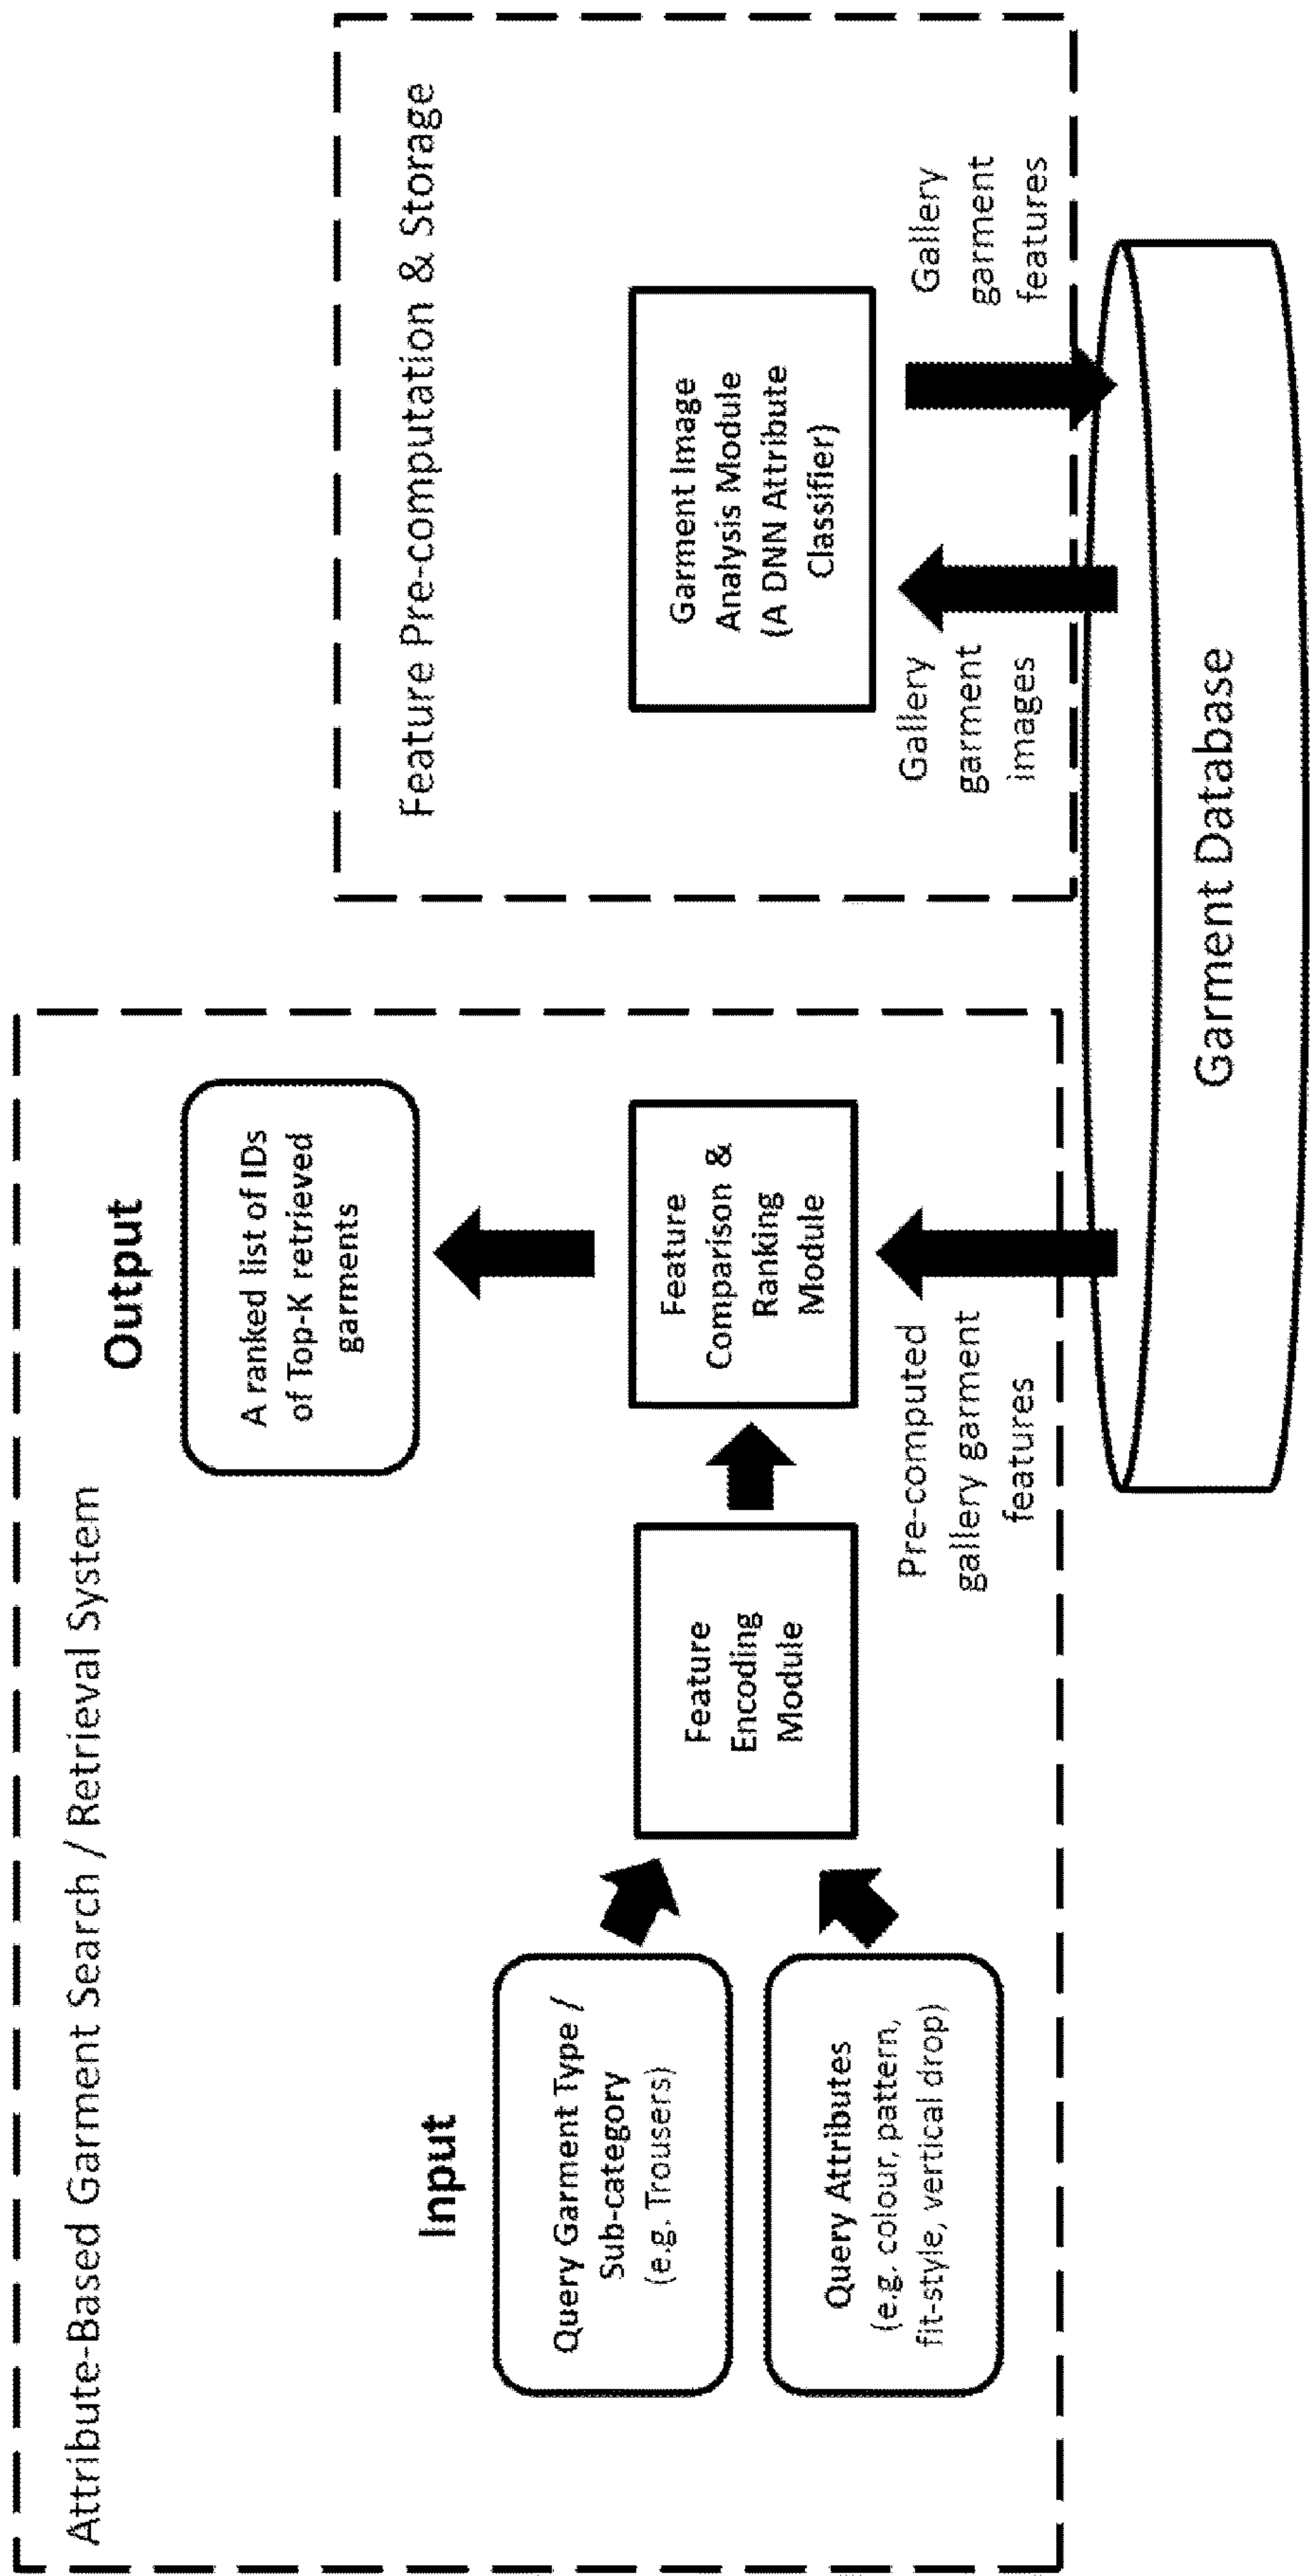 Attribute-Based Garment Search / Retrieval System
Input
Query Garment Type /
Sub-category
(e.g. Trousers)
Query Attributes
(e.g. colour, pattern,
fit-style, vertical drop)
Feature
Encoding
Module
Output
A ranked list of IDs
of Top-K retrieved
garments
Feature
Comparison &
Ranking
Module
Pre-computed
gallery garment
features
Feature Pre-computation & Storage
Garment Image
Analysis Module
(A DNN Attribute
Classifier)
Gallery
garment
images
Gallery
garment
features
Garment Database